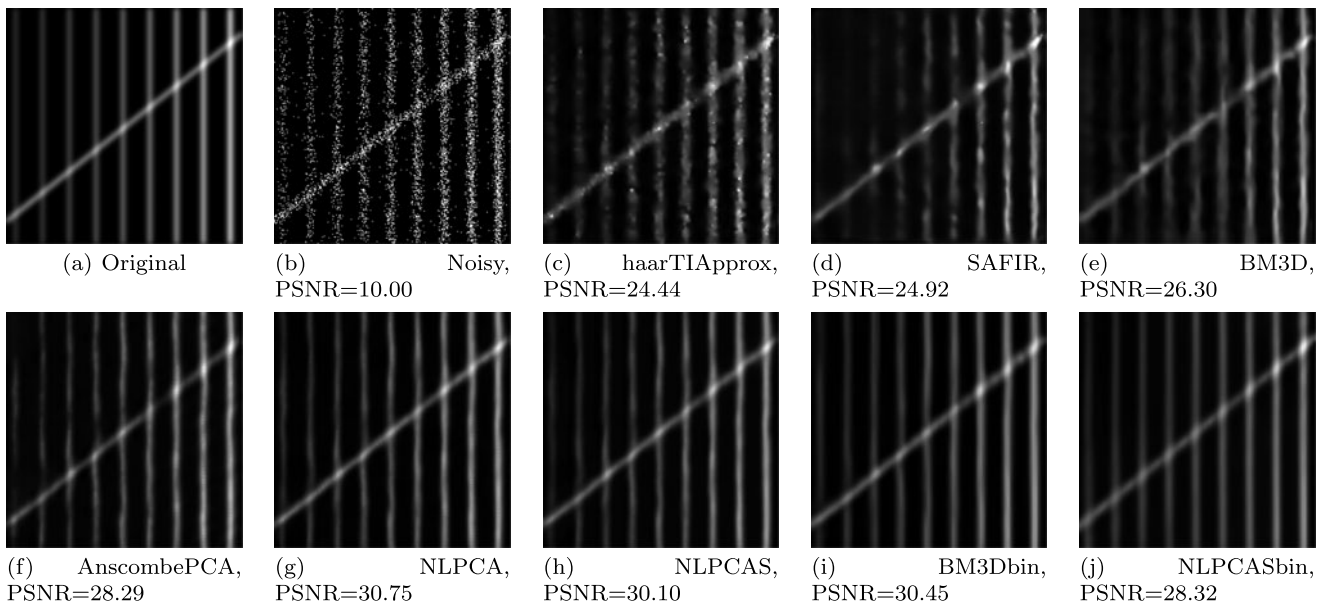 (a) Original
(b) Noisy,
PSNR=10.00
(c) haarTIApprox,
PSNR=24.44
(d) SAFIR,
PSNR=24.92
(e) BM3D,
PSNR=26.30
(f) AnscombePCA,
PSNR=28.29
(g) NLPCA,
PSNR=30.75
(h) NLPCAS,
PSNR=30.10
(i) BM3Dbin,
PSNR=30.45
(j) NLPCASbin,
PSNR=28.32